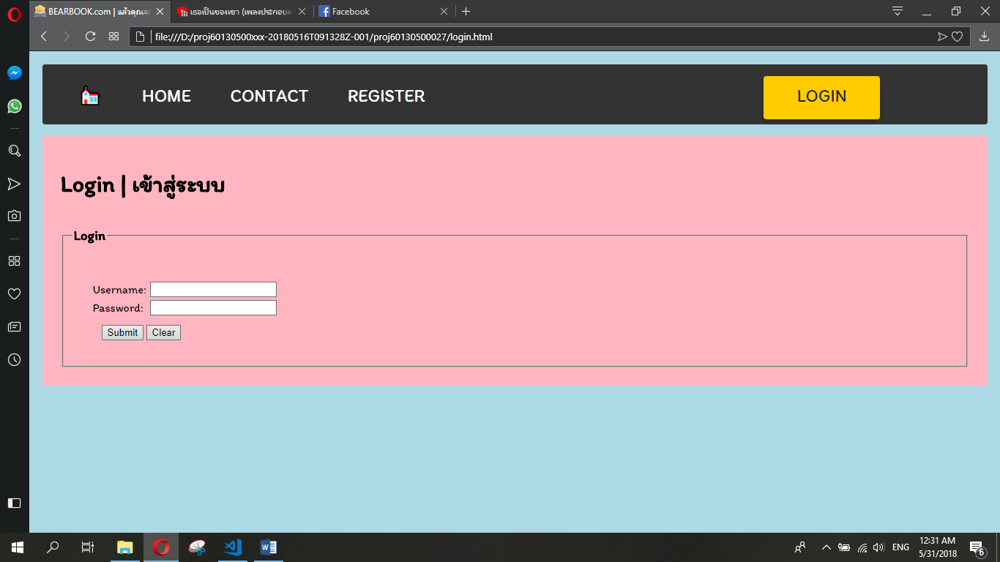 BEARBOOK.com | แล้วคุณจะ
เธอเป็นของเขา (เพลงประกอบ
Facebook
file:///D:/proj60130500xxx-20180516T091328Z-001/proj60130500027/login.html
HOME CONTACT REGISTER LOGIN
Login | เข้าสู่ระบบ
Login
Username:
Password:
Submit Clear
ENG
12:31 AM
5/31/2018
6